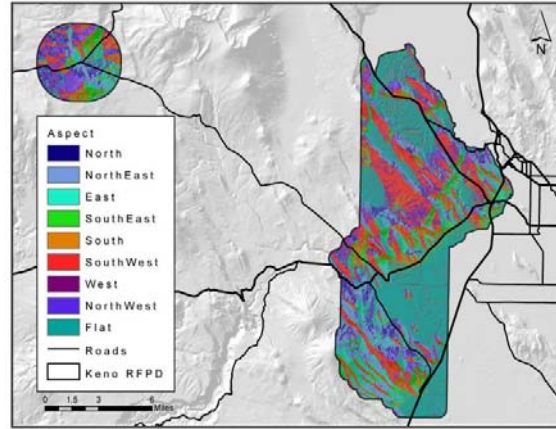 N
Aspect
North
NorthEast
East
SouthEast
South
SouthWest
West
NorthWest
Flat
Roads
Keno RFPD
0 1.5 3 6
Miles